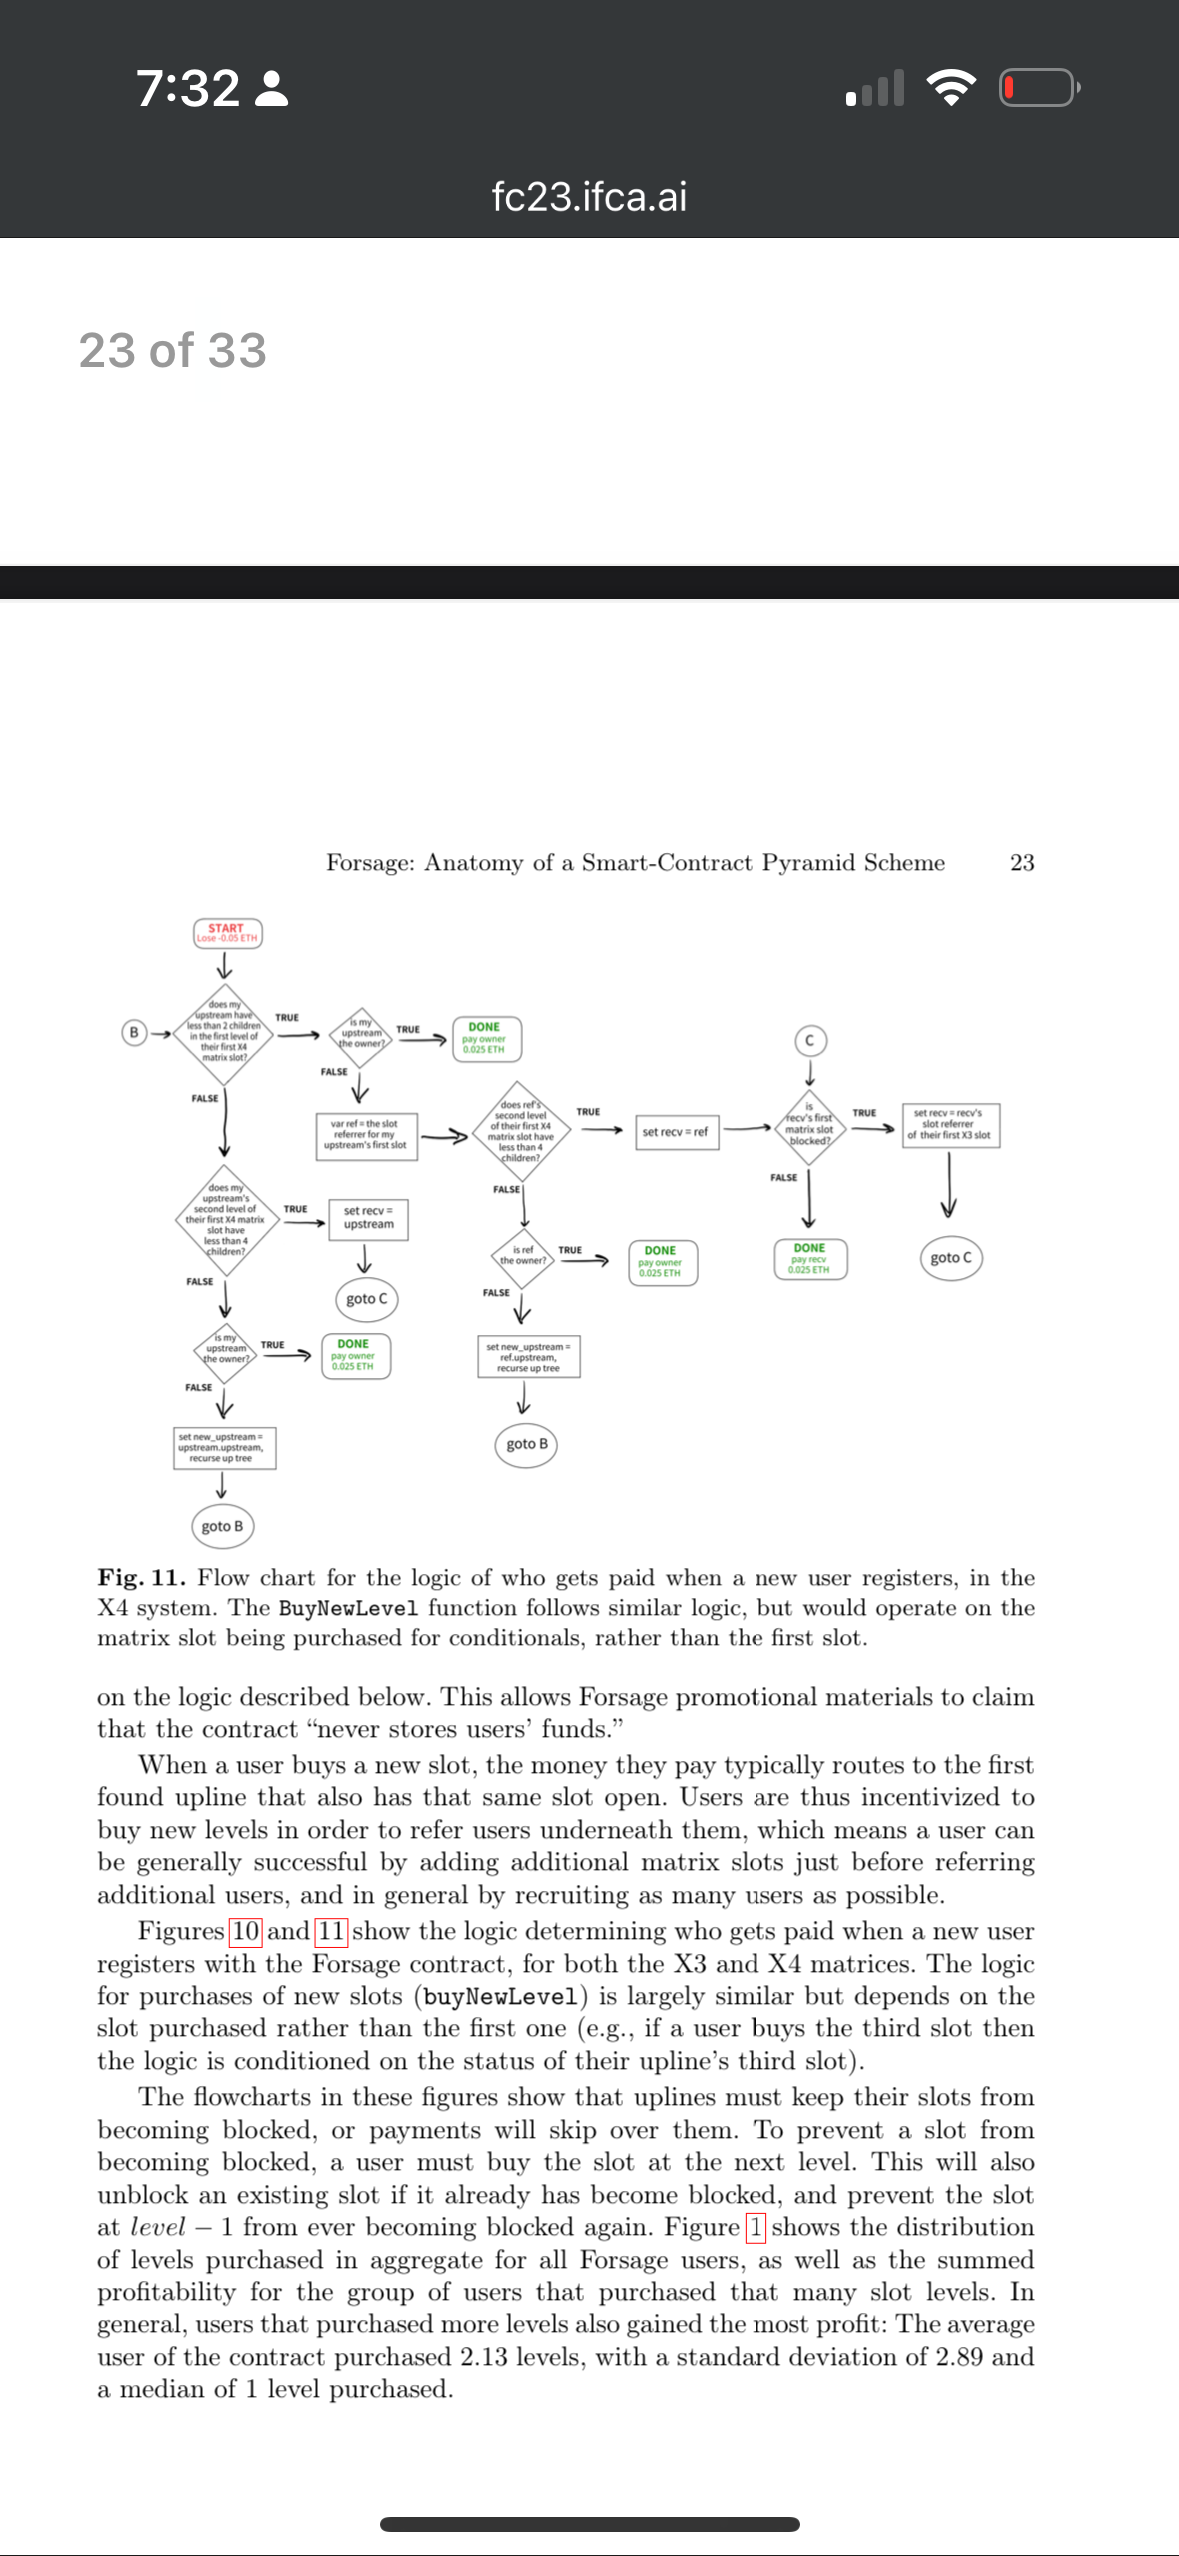 7:32
fc23.ifca.ai
23 of 33
Forsage: Anatomy of a Smart-Contract Pyramid Scheme 23
START
Lose -0.05 ETH
B
does my
upstream have
less than 2 children
in the first level of
their first X4
matrix slot?
TRUE
is my
upstream
the owner?
TRUE
DONE
pay owner
0.025 ETH
FALSE
FALSE
var ref = the slot
referrer for my
upstream's first slot
does ref's
second level
of their first X4
matrix slot have
less than 4
children?
TRUE
set recv = ref
C
is
recv's first
matrix slot
blocked?
TRUE
set recv = recv's
slot referrer
of their first X3 slot
FALSE
FALSE
does my
upstream's
second level of
their first X4 matrix
slot have
less than 4
children?
TRUE
set recv =
upstream
goto C
is ref
the owner?
TRUE
DONE
pay owner
0.025 ETH
DONE
pay recv
0.025 ETH
goto C
FALSE
FALSE
is my
upstream
the owner?
TRUE
DONE
pay owner
0.025 ETH
set new_upstream =
ref.upstream,
recurse up tree
goto B
FALSE
set new_upstream =
upstream.upstream,
recurse up tree
goto B
Fig. 11. Flow chart for the logic of who gets paid when a new user registers, in the
X4 system. The BuyNewLevel function follows similar logic, but would operate on the
matrix slot being purchased for conditionals, rather than the first slot.
on the logic described below. This allows Forsage promotional materials to claim
that the contract “never stores users’ funds.”
When a user buys a new slot, the money they pay typically routes to the first
found upline that also has that same slot open. Users are thus incentivized to
buy new levels in order to refer users underneath them, which means a user can
be generally successful by adding additional matrix slots just before referring
additional users, and in general by recruiting as many users as possible.
Figures 10 and 11 show the logic determining who gets paid when a new user
registers with the Forsage contract, for both the X3 and X4 matrices. The logic
for purchases of new slots (buyNewLevel) is largely similar but depends on the
slot purchased rather than the first one (e.g., if a user buys the third slot then
the logic is conditioned on the status of their upline’s third slot).
The flowcharts in these figures show that uplines must keep their slots from
becoming blocked, or payments will skip over them. To prevent a slot from
becoming blocked, a user must buy the slot at the next level. This will also
unblock an existing slot if it already has become blocked, and prevent the slot
at level − 1 from ever becoming blocked again. Figure 1 shows the distribution
of levels purchased in aggregate for all Forsage users, as well as the summed
profitability for the group of users that purchased that many slot levels. In
general, users that purchased more levels also gained the most profit: The average
user of the contract purchased 2.13 levels, with a standard deviation of 2.89 and
a median of 1 level purchased.